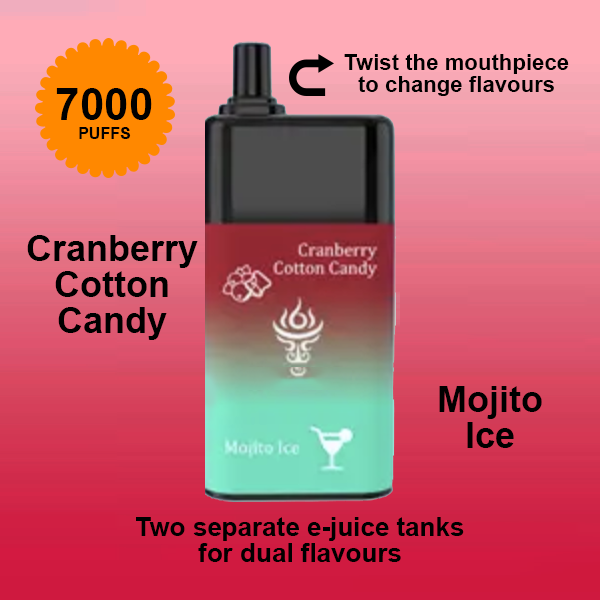 7000
PUFFS
Twist the mouthpiece
to change flavours
Cranberry
Cotton
Candy
Cranberry
Cotton Candy
Mojito Ice
Mojito
Ice
Two separate e-juice tanks
for dual flavours